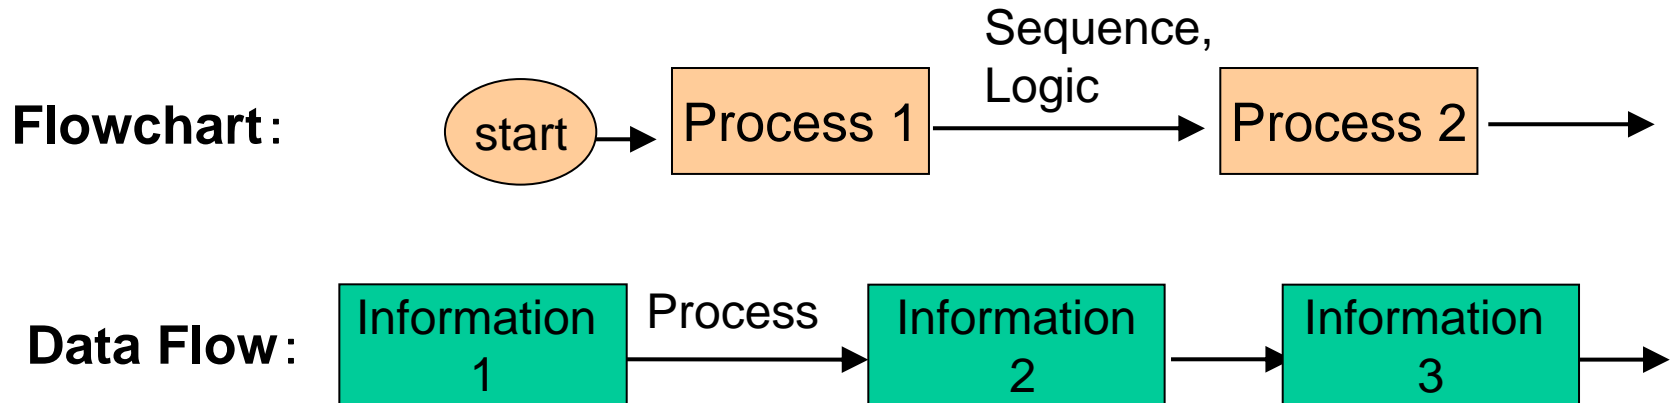 Sequence,
Logic
Flowchart:
start
Process 1
Process 2
Data Flow:
Information
1
Process
Information
2
Information
3